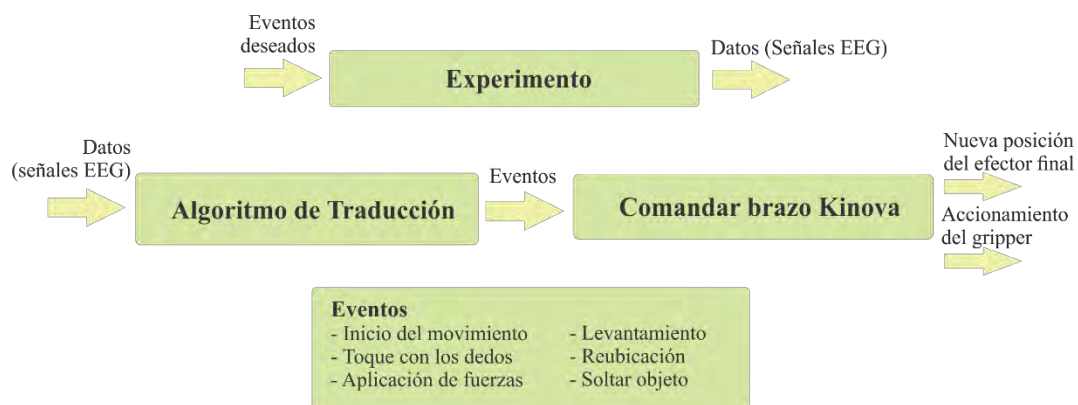 Eventos
deseados
Experimento
Datos (Señales EEG)
Datos
(señales EEG)
Algoritmo de Traducción
Eventos
Comandar brazo Kinova
Nueva posición
del efector final
Accionamiento
del gripper
Eventos
- Inicio del movimiento
- Toque con los dedos
- Aplicación de fuerzas
- Levantamiento
- Reubicación
- Soltar objeto